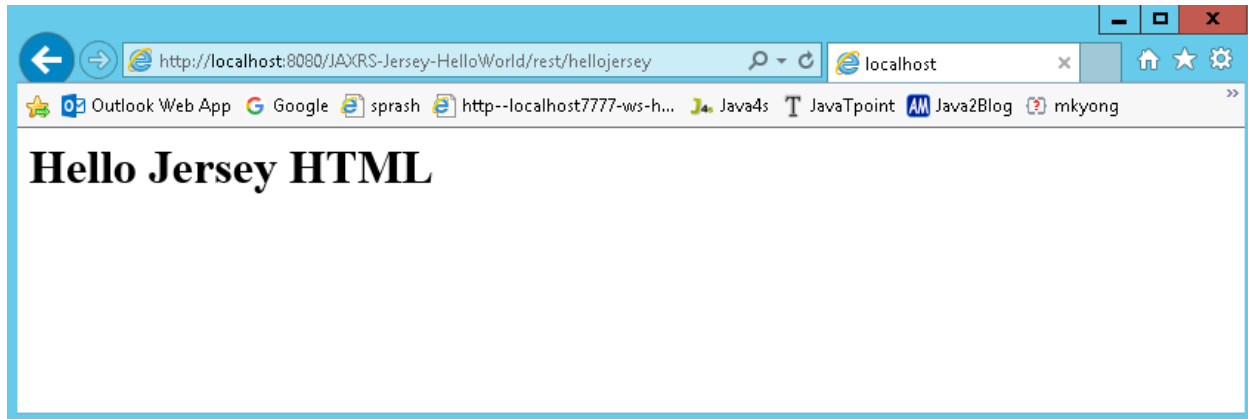 http://localhost:8080/JAXRS-Jersey-HelloWorld/rest/hellojersey localhost
Outlook Web App Google sprash http--localhost7777-ws-h... Java4s JavaTpoint Java2Blog mkyong
Hello Jersey HTML